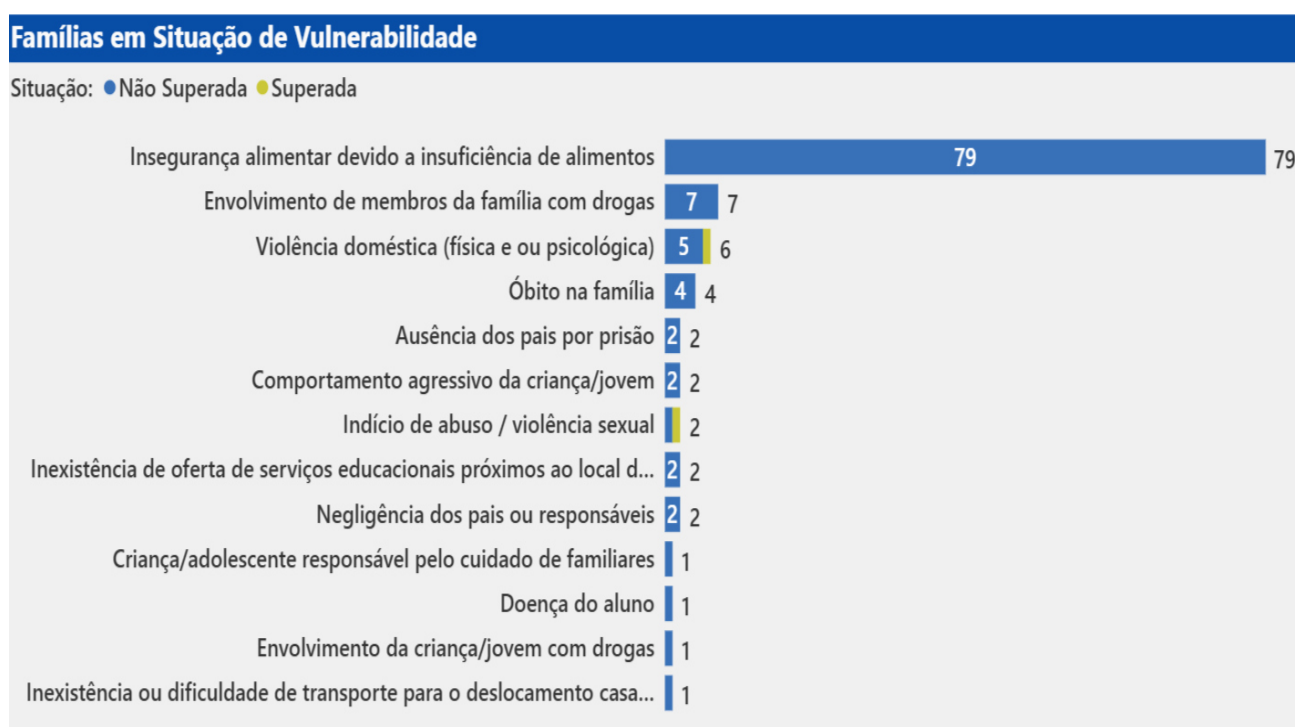 Famílias em Situação de Vulnerabilidade
Situação: Não Superada Superada
Insegurança alimentar devido a insuficiência de alimentos 79 79
Envolvimento de membros da família com drogas 7 7
Violência doméstica (física e ou psicológica) 5 6
Óbito na família 4 4
Ausência dos pais por prisão 2 2
Comportamento agressivo da criança/jovem 2 2
Indício de abuso / violência sexual 2
Inexistência de oferta de serviços educacionais próximos ao local d... 2 2
Negligência dos pais ou responsáveis 2 2
Criança/adolescente responsável pelo cuidado de familiares 1
Doença do aluno 1
Envolvimento da criança/jovem com drogas 1
Inexistência ou dificuldade de transporte para o deslocamento casa... 1